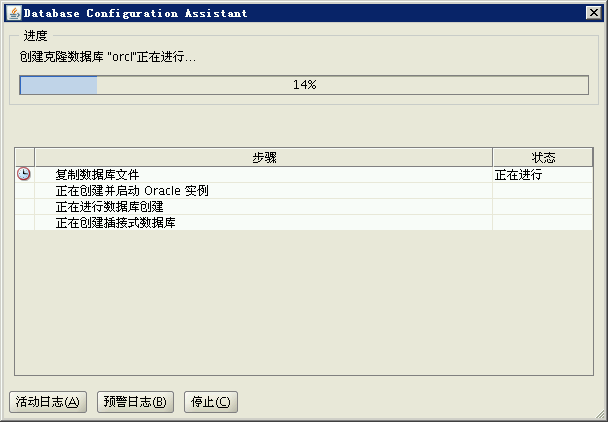 Database Configuration Assistant
进度
创建克隆数据库 "orcl"正在进行...
14%
步骤 状态
复制数据库文件 正在进行
正在创建并启动 Oracle 实例
正在进行数据库创建
正在创建插接式数据库
活动日志(A) 预警日志(B) 停止(C)